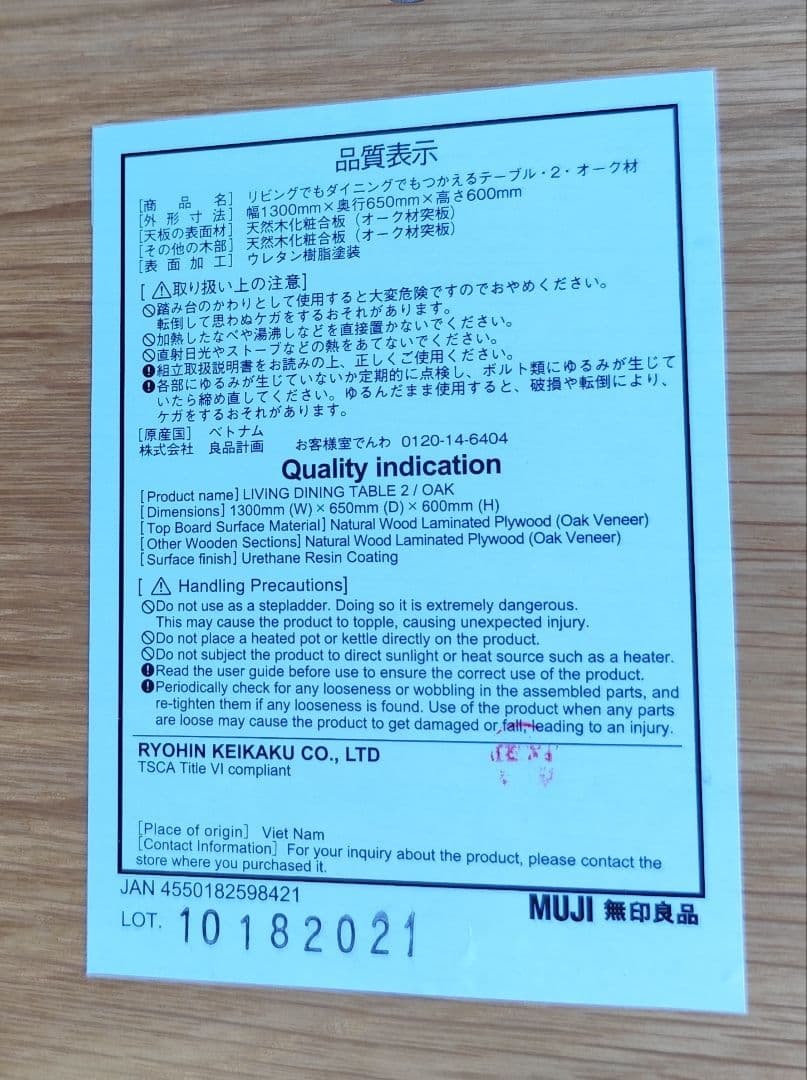 品質表示
[商品名] リビングでもダイニングでもつかえるテーブル・2・オーク材
[外形寸法] 幅1300mm×奥行650mm×高さ600mm
[天板の表面材] 天然木化粧合板(オーク材突板)
[その他の木部] 天然木化粧合板(オーク材突板)
[表面加工] ウレタン樹脂塗装
[⚠取り扱い上の注意]
🚫踏み台のかわりとして使用すると大変危険ですのでおやめください。
転倒して思わぬケガをするおそれがあります。
🚫加熱したなべや湯沸しなどを直接置かないでください。
🚫直射日光やストーブなどの熱をあてないでください。
❗組立取扱説明書をお読みの上、正しくご使用ください。
❗各部にゆるみが生じていないか定期的に点検し、ボルト類にゆるみが生じて
いたら締め直してください。ゆるんだまま使用すると、破損や転倒により、
ケガをするおそれがあります。
[原産国] ベトナム
株式会社 良品計画 お客様室でんわ 0120-14-6404
Quality indication
[Product name] LIVING DINING TABLE 2 / OAK
[Dimensions] 1300mm (W) × 650mm (D) × 600mm (H)
[Top Board Surface Material] Natural Wood Laminated Plywood (Oak Veneer)
[Other Wooden Sections] Natural Wood Laminated Plywood (Oak Veneer)
[Surface finish] Urethane Resin Coating
[⚠ Handling Precautions]
🚫Do not use as a stepladder. Doing so it is extremely dangerous.
This may cause the product to topple, causing unexpected injury.
🚫Do not place a heated pot or kettle directly on the product.
🚫Do not subject the product to direct sunlight or heat source such as a heater.
❗Read the user guide before use to ensure the correct use of the product.
❗Periodically check for any looseness or wobbling in the assembled parts, and
re-tighten them if any looseness is found. Use of the product when any parts
are loose may cause the product to get damaged or fall, leading to an injury.
RYOHIN KEIKAKU CO., LTD
TSCA Title VI compliant
[Place of origin] Viet Nam
[Contact Information] For your inquiry about the product, please contact the
store where you purchased it.
JAN 4550182598421
LOT. 10182021
MUJI 無印良品